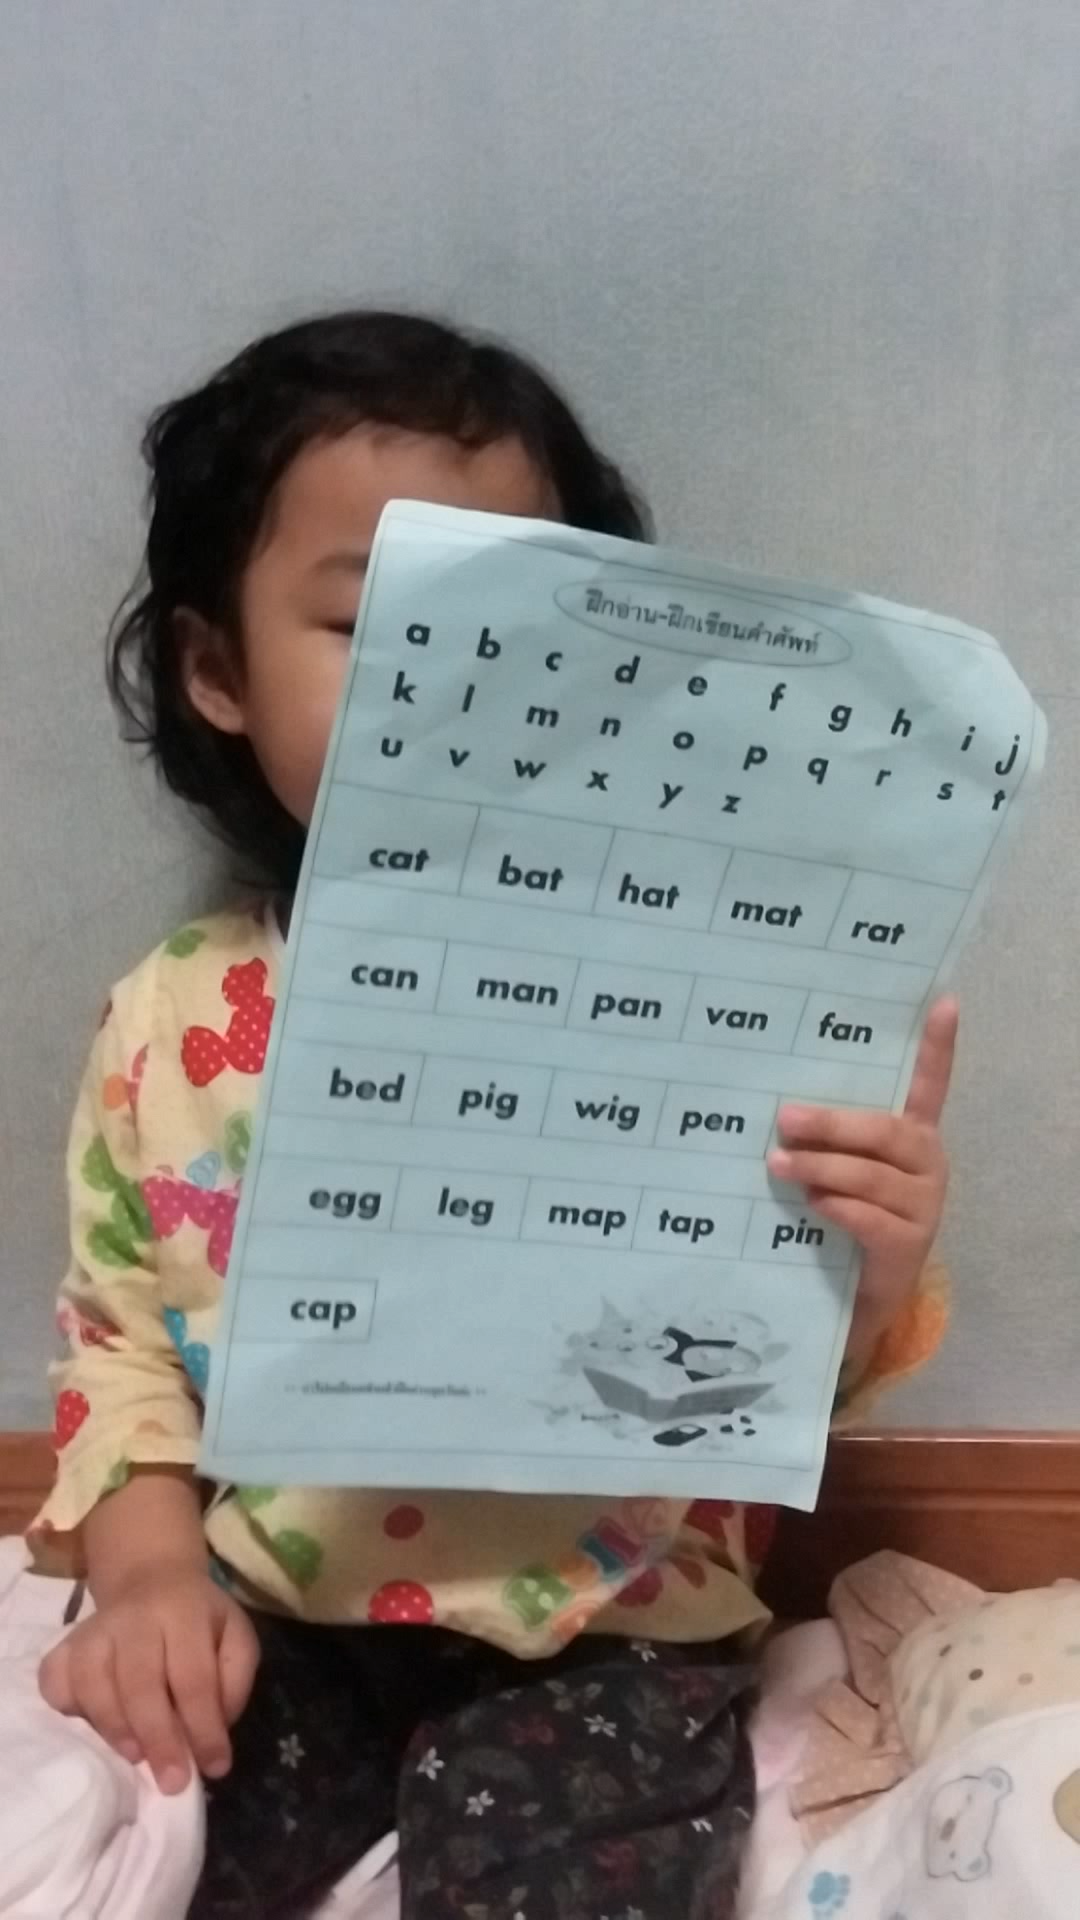 ฝึกอ่าน-ฝึกเขียนคำศัพท์
a b c d e f g h i j
k l m n o p q r s t
u v w x y z
cat bat hat mat rat
can man pan van fan
bed pig wig pen
egg leg map tap pin
cap